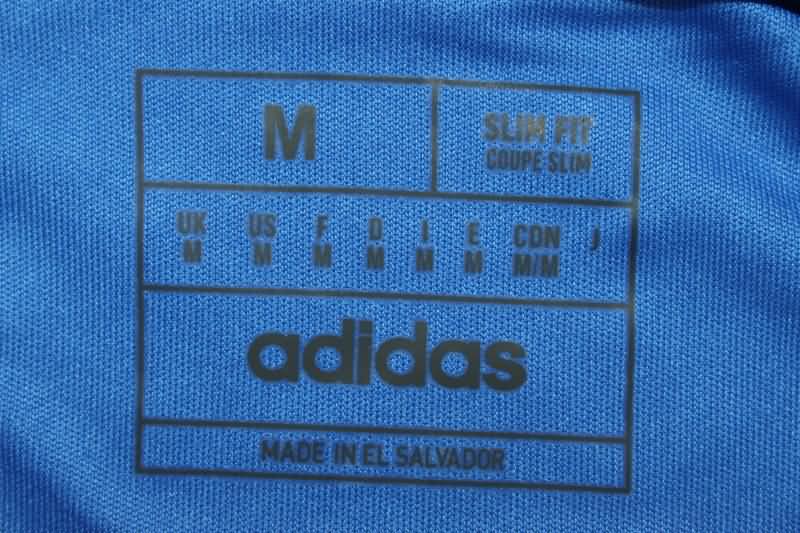 M
SLIM FIT
COUPE SLIM
UK US F D I E CDN J
M M M M M M M/M
adidas
MADE IN EL SALVADOR